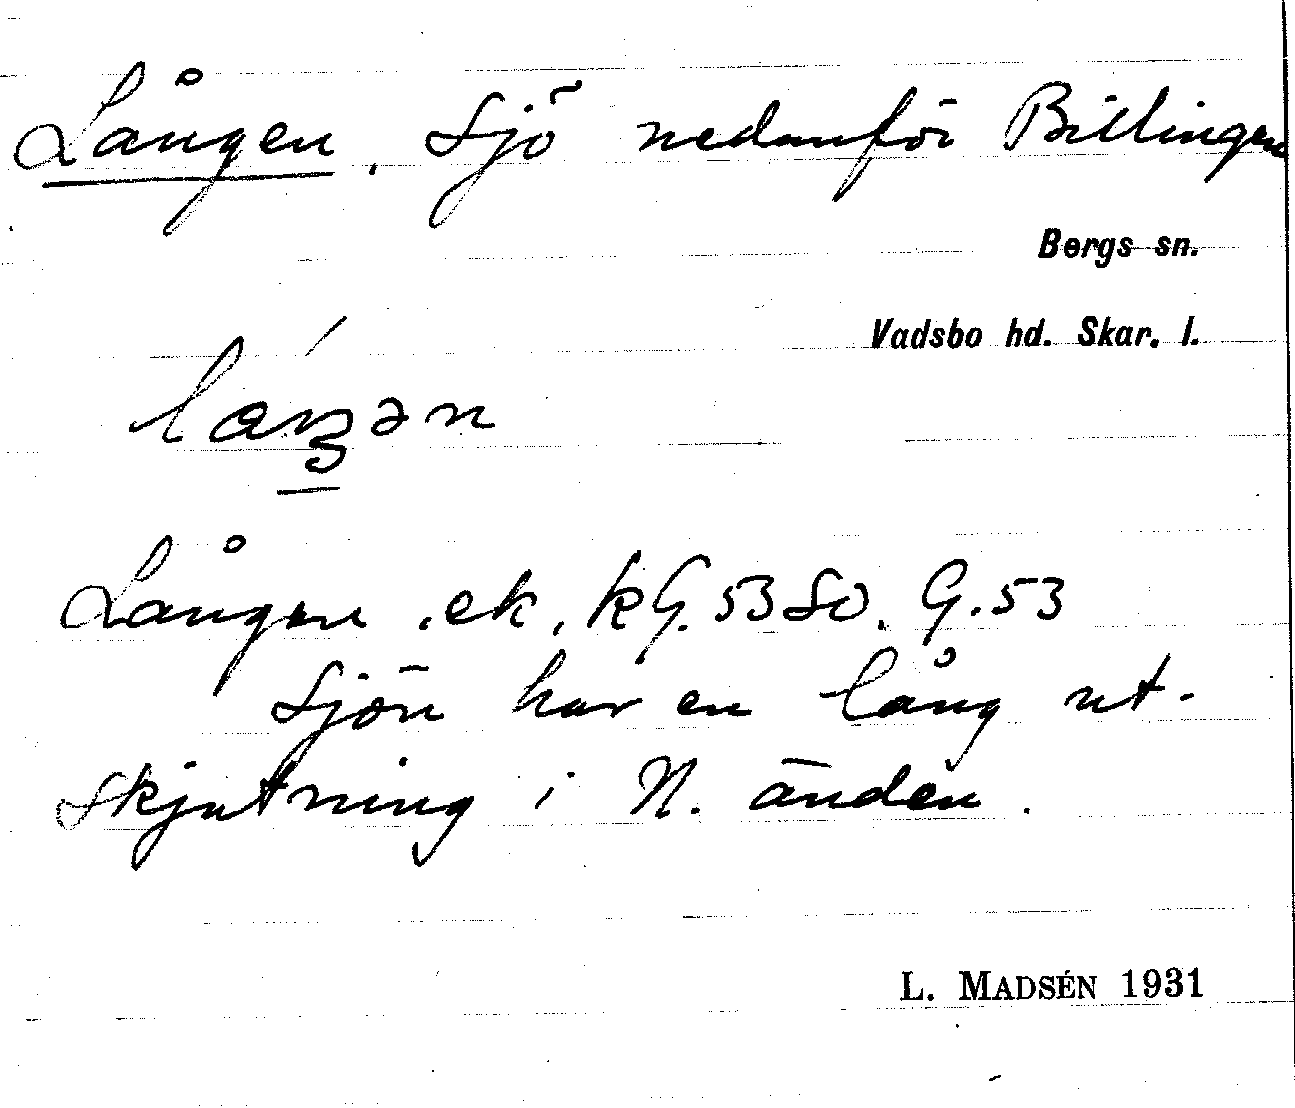 Lången, Sjö nedanför Billingen
Bergs sn.
Vadsbo hd. Skar. l.
Lången . ek, kG. 53 SO. G. 53
Sjön har en lång ut-
skjutning i N. änden.
L. MADSÉN 1931